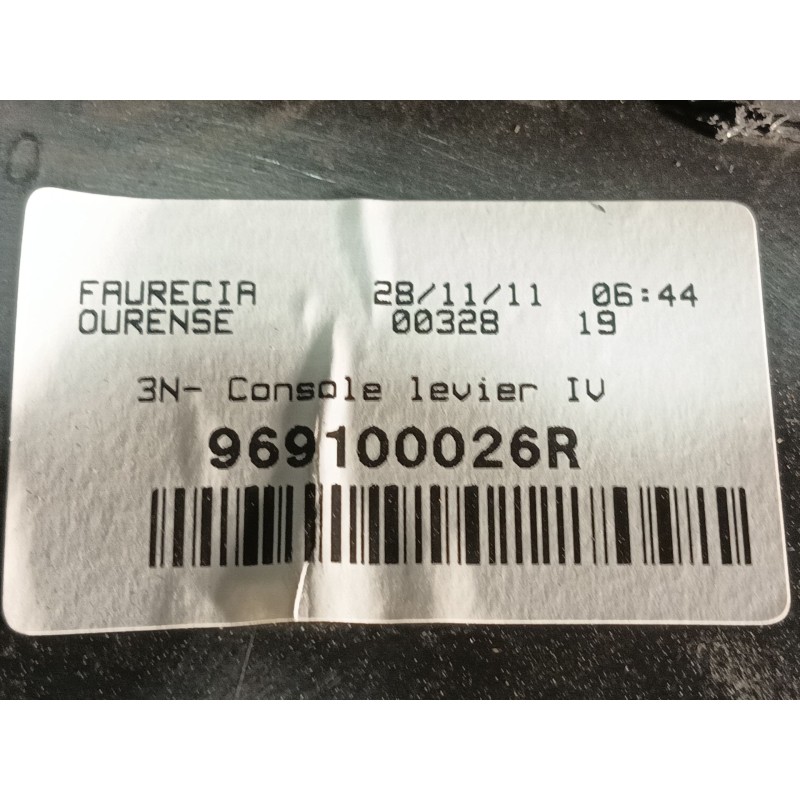 FAURECIA 28/11/11 06:44
OURENSE 00328 19
3N- Console levier IV
969100026R